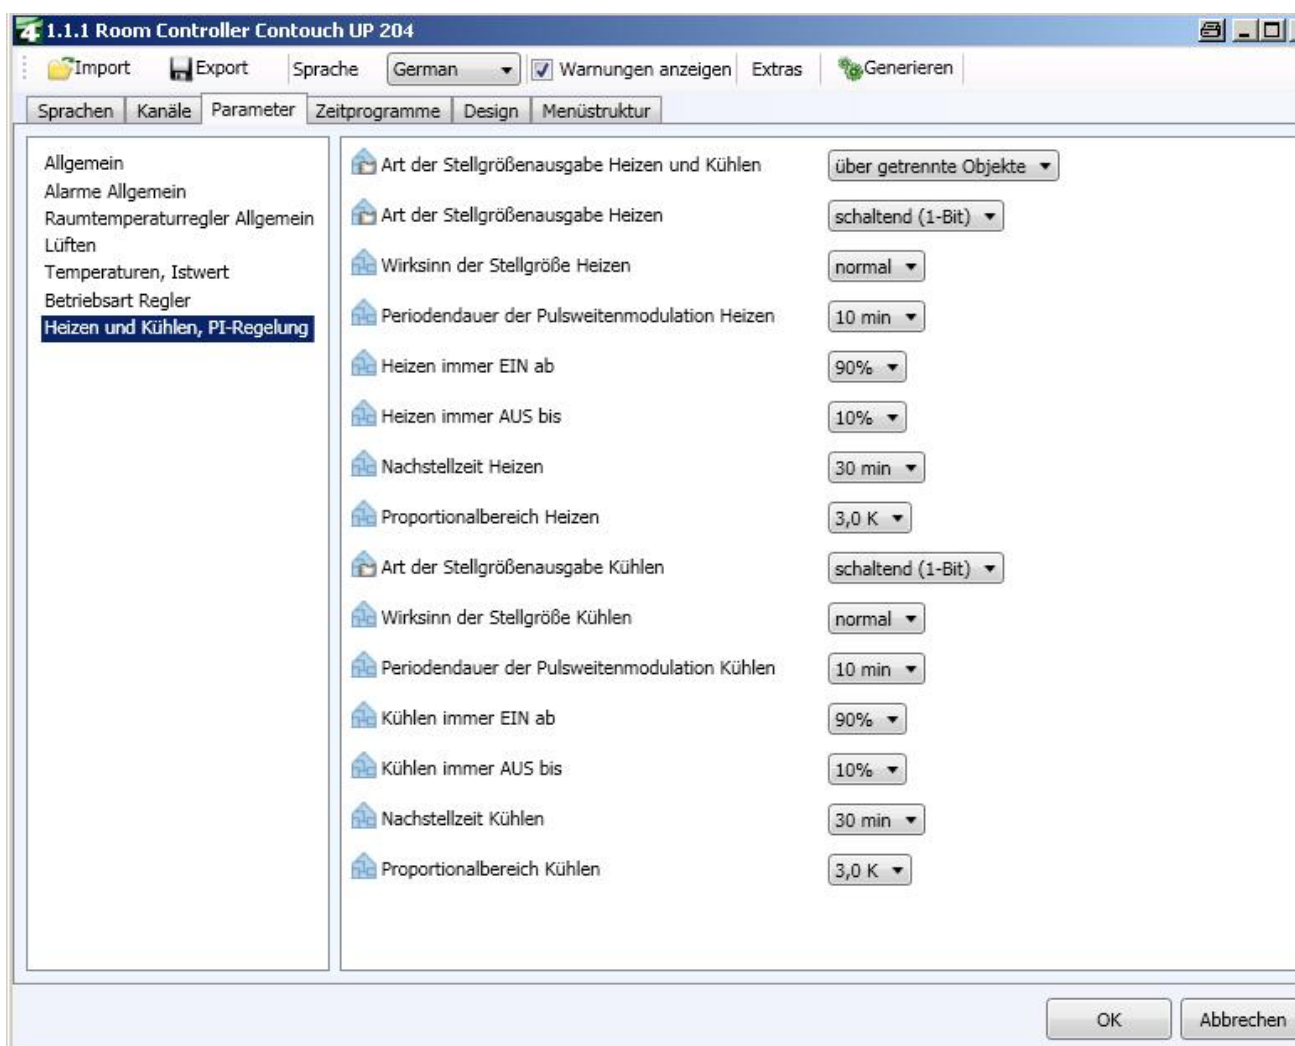 4 1.1.1 Room Controller Contouch UP 204
Import Export Sprache German Warnungen anzeigen Extras Generieren
Sprachen Kanäle Parameter Zeitprogramme Design Menüstruktur
Allgemein
Alarme Allgemein
Raumtemperaturregler Allgemein
Lüften
Temperaturen, Istwert
Betriebsart Regler
Heizen und Kühlen, PI-Regelung
Art der Stellgrößenausgabe Heizen und Kühlen über getrennte Objekte
Art der Stellgrößenausgabe Heizen schaltend (1-Bit)
Wirksinn der Stellgröße Heizen normal
Periodendauer der Pulsweitenmodulation Heizen 10 min
Heizen immer EIN ab 90%
Heizen immer AUS bis 10%
Nachstellzeit Heizen 30 min
Proportionalbereich Heizen 3,0 K
Art der Stellgrößenausgabe Kühlen schaltend (1-Bit)
Wirksinn der Stellgröße Kühlen normal
Periodendauer der Pulsweitenmodulation Kühlen 10 min
Kühlen immer EIN ab 90%
Kühlen immer AUS bis 10%
Nachstellzeit Kühlen 30 min
Proportionalbereich Kühlen 3,0 K
OK Abbrechen